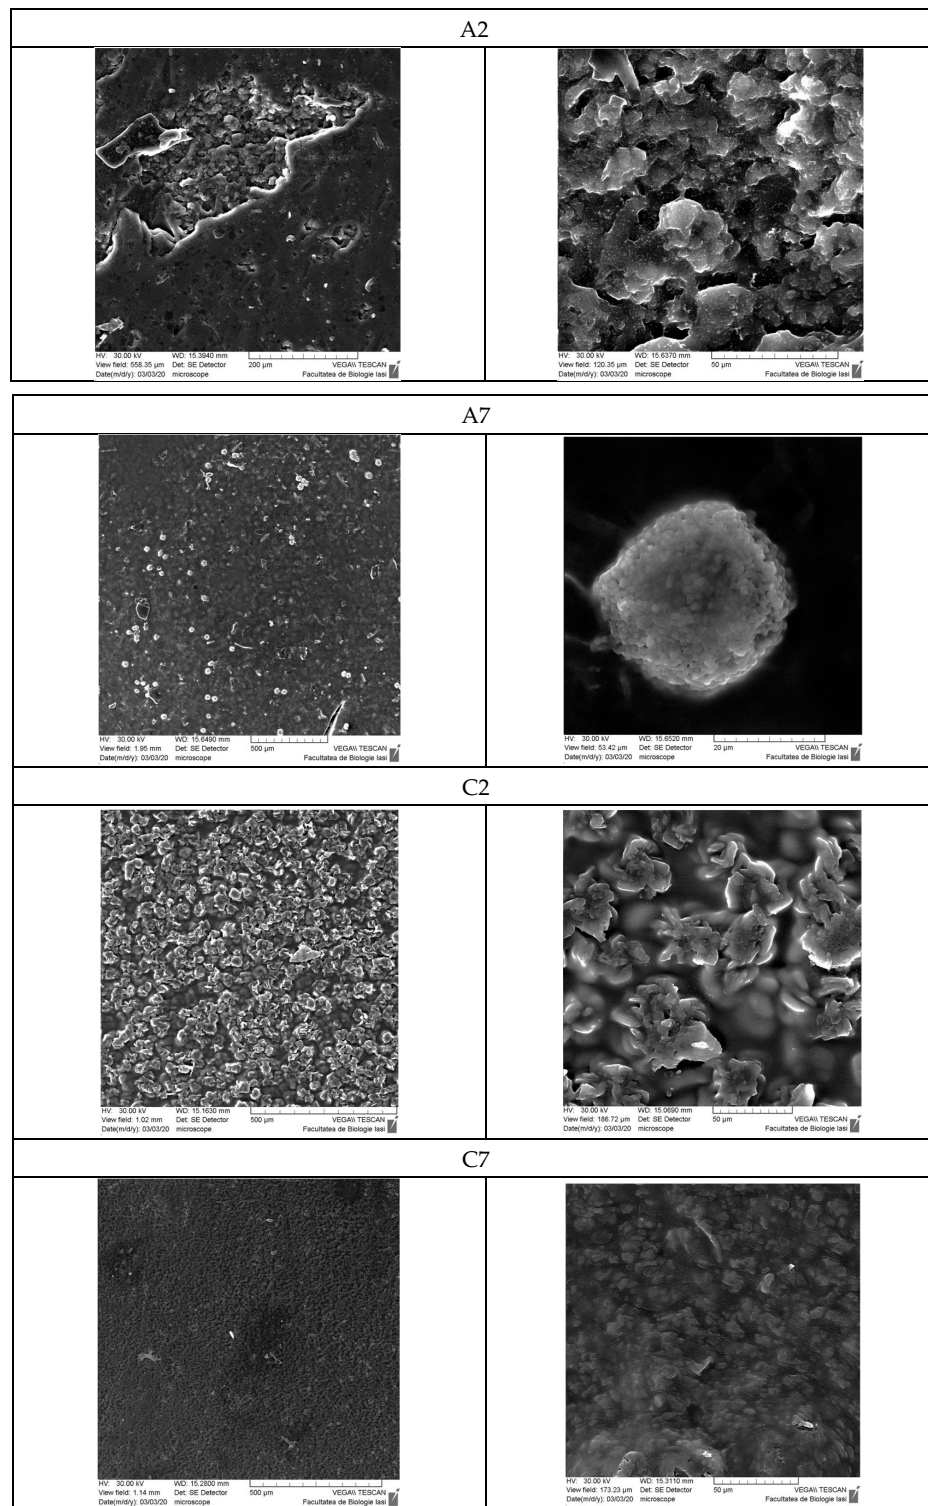 A2
HV: 30.00 kV WD: 15.3940 mm
View field: 558.35 µm Det: SE Detector 200 µm VEGA\\ TESCAN
Date(m/d/y): 03/03/20 microscope Facultatea de Biologie Iasi
HV: 30.00 kV WD: 15.6370 mm
View field: 120.35 µm Det: SE Detector 50 µm VEGA\\ TESCAN
Date(m/d/y): 03/03/20 microscope Facultatea de Biologie Iasi
A7
HV: 30.00 kV WD: 15.6490 mm
View field: 1.95 mm Det: SE Detector 500 µm VEGA\\ TESCAN
Date(m/d/y): 03/03/20 microscope Facultatea de Biologie Iasi
HV: 30.00 kV WD: 15.6520 mm
View field: 53.42 µm Det: SE Detector 20 µm VEGA\\ TESCAN
Date(m/d/y): 03/03/20 microscope Facultatea de Biologie Iasi
C2
HV: 30.00 kV WD: 15.1630 mm
View field: 1.02 mm Det: SE Detector 500 µm VEGA\\ TESCAN
Date(m/d/y): 03/03/20 microscope Facultatea de Biologie Iasi
HV: 30.00 kV WD: 15.0690 mm
View field: 186.72 µm Det: SE Detector 50 µm VEGA\\ TESCAN
Date(m/d/y): 03/03/20 microscope Facultatea de Biologie Iasi
C7
HV: 30.00 kV WD: 15.2800 mm
View field: 1.14 mm Det: SE Detector 500 µm VEGA\\ TESCAN
Date(m/d/y): 03/03/20 microscope Facultatea de Biologie Iasi
HV: 30.00 kV WD: 15.3110 mm
View field: 173.23 µm Det: SE Detector 50 µm VEGA\\ TESCAN
Date(m/d/y): 03/03/20 microscope Facultatea de Biologie Iasi